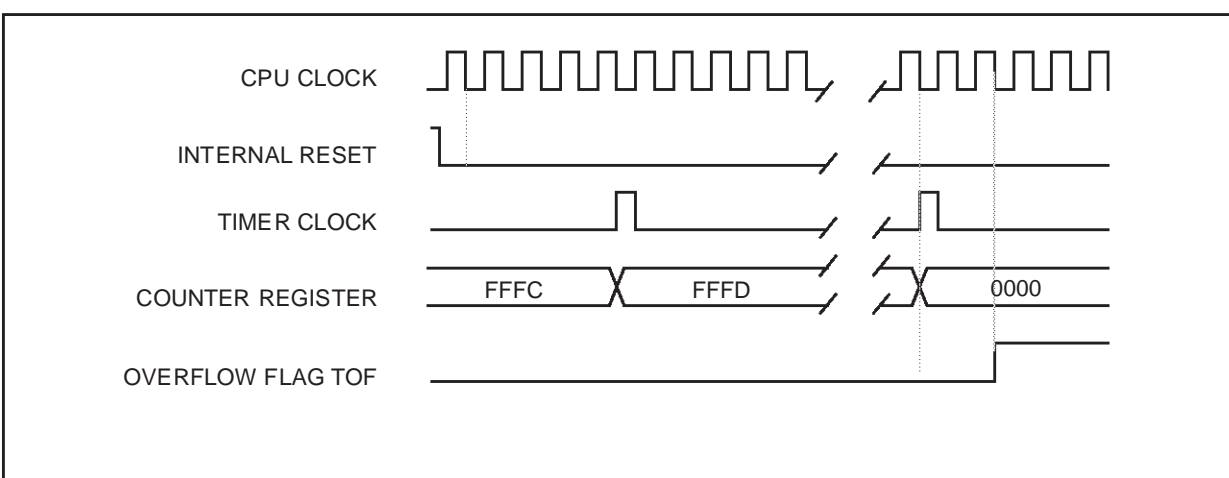 CPU CLOCK
INTERNAL RESET
TIMER CLOCK
COUNTER REGISTER
FFFC
FFFD
0000
OVERFLOW FLAG TOF